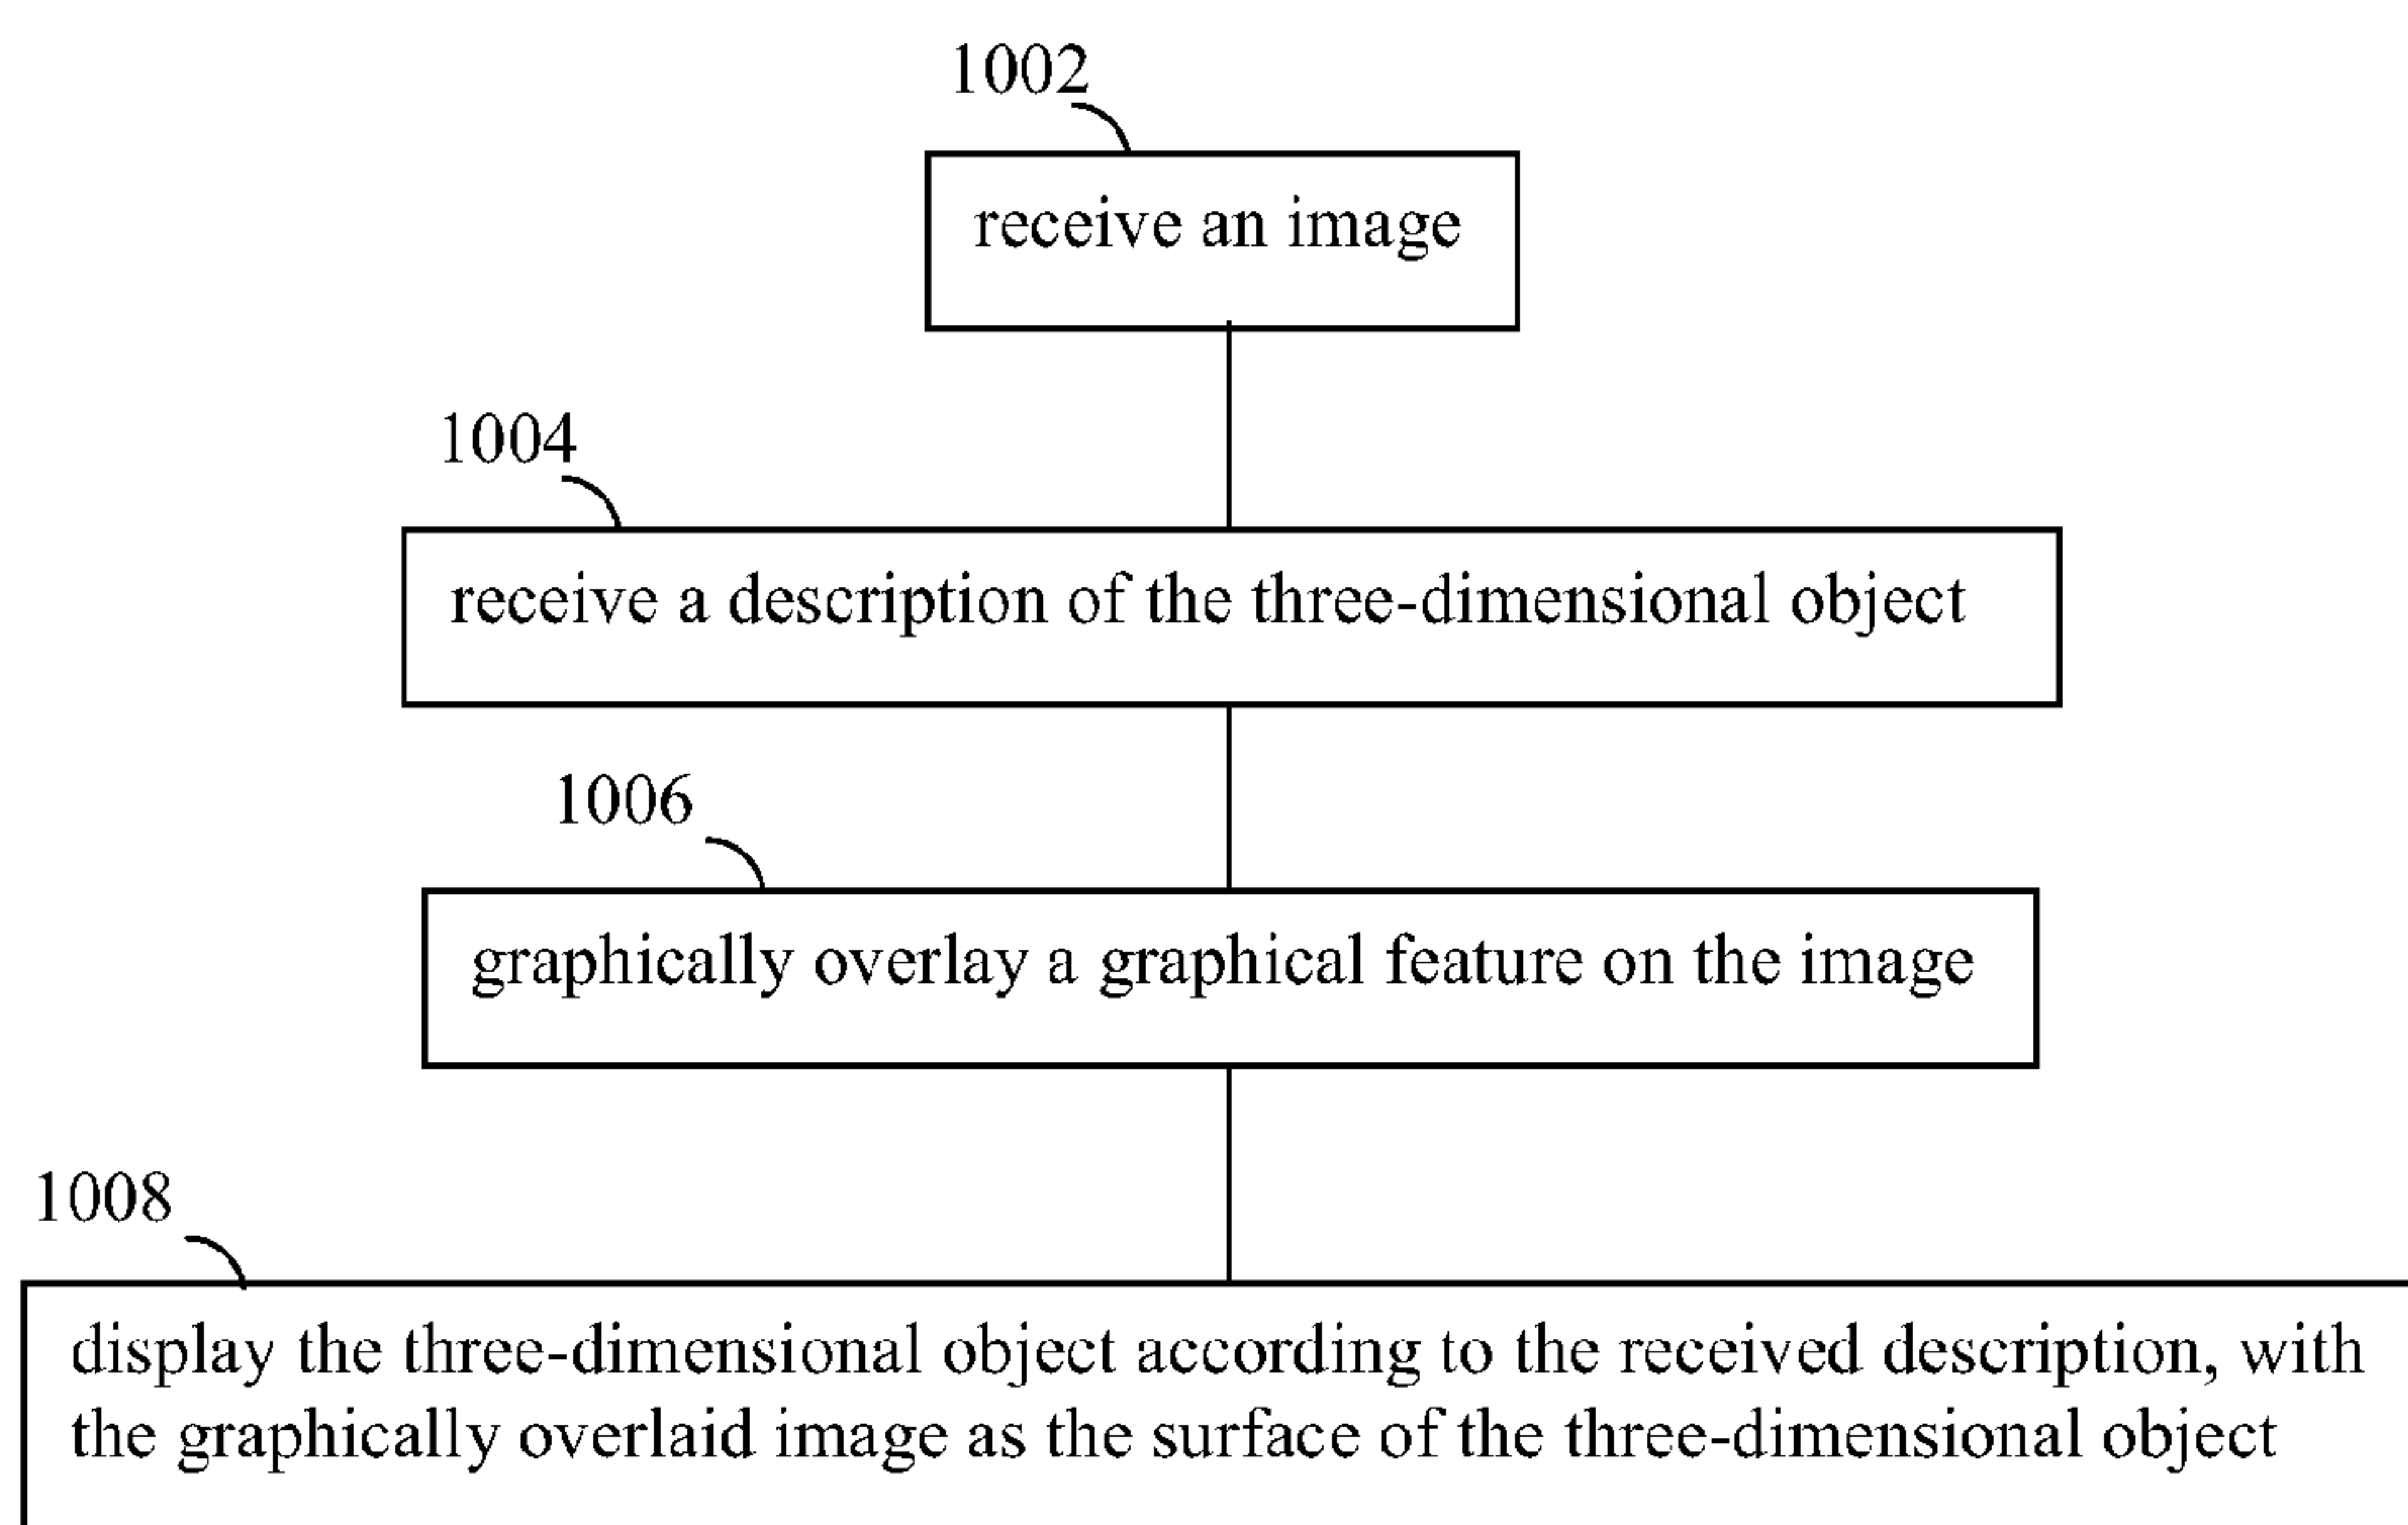 1002
receive an image
1004
receive a description of the three-dimensional object
1006
graphically overlay a graphical feature on the image
1008
display the three-dimensional object according to the received description, with
the graphically overlaid image as the surface of the three-dimensional object